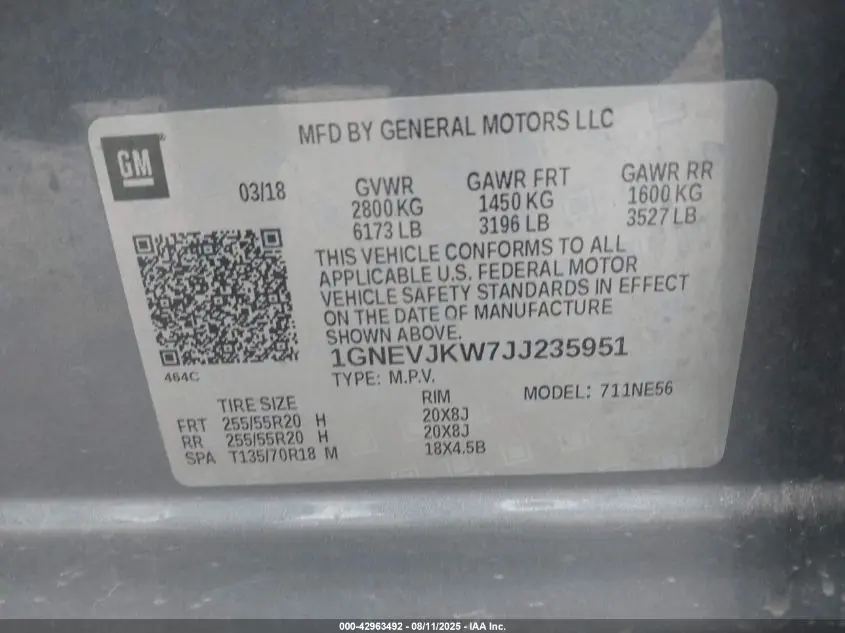 MFD BY GENERAL MOTORS LLC
GM ®
03/18
GVWR GAWR FRT GAWR RR
2800 KG 1450 KG 1600 KG
6173 LB 3196 LB 3527 LB
THIS VEHICLE CONFORMS TO ALL
APPLICABLE U.S. FEDERAL MOTOR
VEHICLE SAFETY STANDARDS IN EFFECT
ON THE DATE OF MANUFACTURE
SHOWN ABOVE.
1GNEVJKW7JJ235951
464C
TYPE: M.P.V. MODEL: 711NE56
TIRE SIZE RIM
FRT 255/55R20 H 20X8J
RR 255/55R20 H 20X8J
SPA T135/70R18 M 18X4.5B
000-42963492 - 08/11/2025 - IAA Inc.